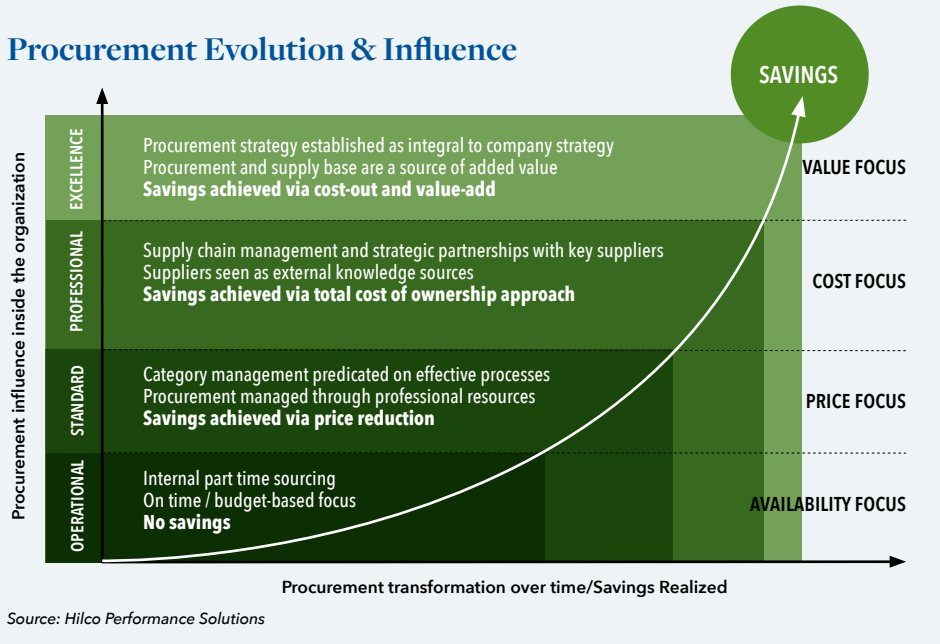 Procurement Evolution & Influence
SAVINGS
Procurement influence inside the organization
EXCELLENCE
Procurement strategy established as integral to company strategy
Procurement and supply base are a source of added value
Savings achieved via cost-out and value-add
VALUE FOCUS
PROFESSIONAL
Supply chain management and strategic partnerships with key suppliers
Suppliers seen as external knowledge sources
Savings achieved via total cost of ownership approach
COST FOCUS
STANDARD
Category management predicated on effective processes
Procurement managed through professional resources
Savings achieved via price reduction
PRICE FOCUS
OPERATIONAL
Internal part time sourcing
On time / budget-based focus
No savings
AVAILABILITY FOCUS
Procurement transformation over time/Savings Realized
Source: Hilco Performance Solutions